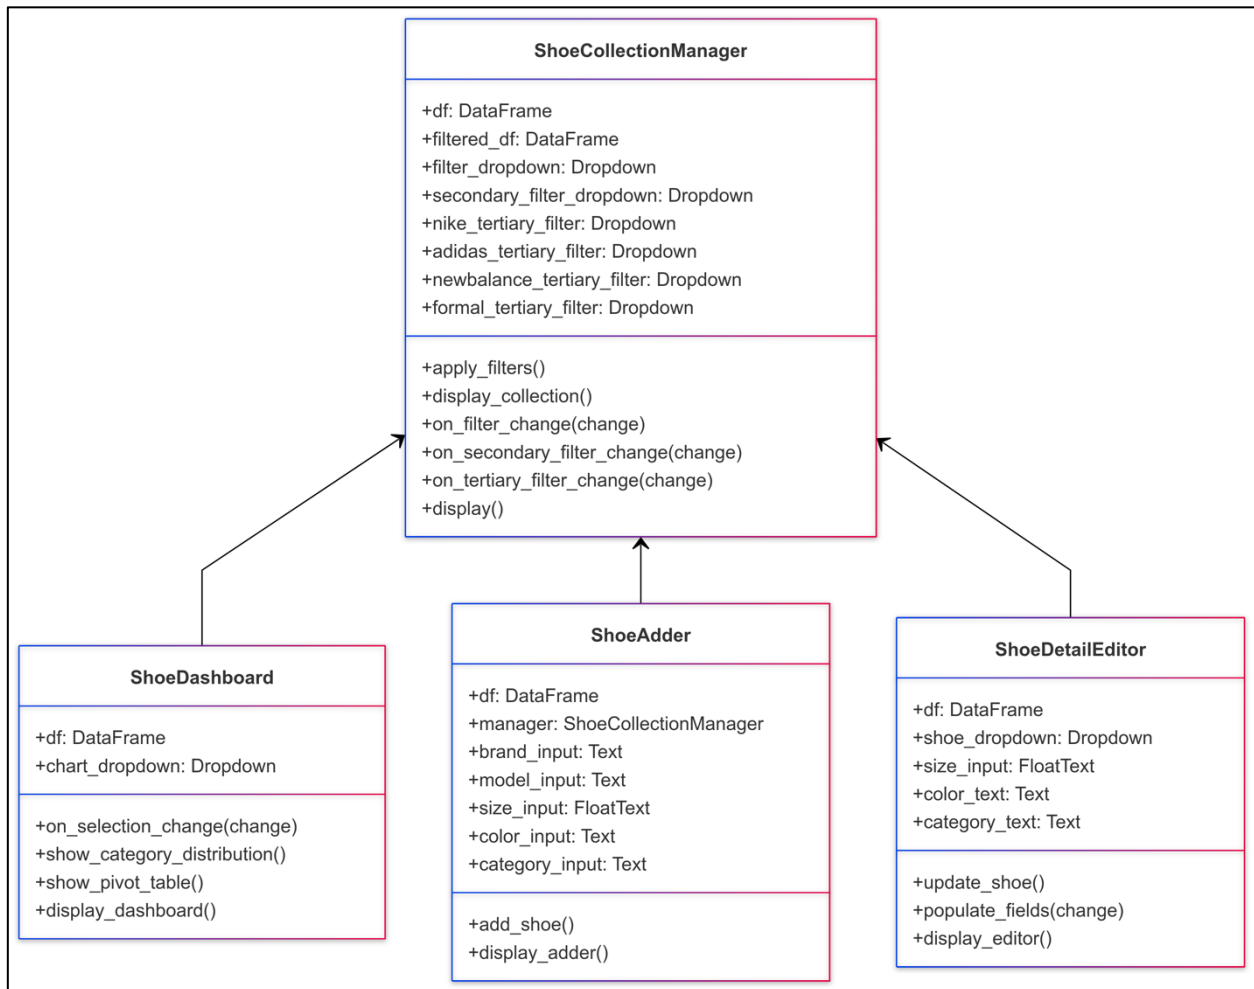 ShoeCollectionManager
+df: DataFrame
+filtered_df: DataFrame
+filter_dropdown: Dropdown
+secondary_filter_dropdown: Dropdown
+nike_tertiary_filter: Dropdown
+adidas_tertiary_filter: Dropdown
+newbalance_tertiary_filter: Dropdown
+formal_tertiary_filter: Dropdown
+apply_filters()
+display_collection()
+on_filter_change(change)
+on_secondary_filter_change(change)
+on_tertiary_filter_change(change)
+display()
ShoeDashboard
+df: DataFrame
+chart_dropdown: Dropdown
+on_selection_change(change)
+show_category_distribution()
+show_pivot_table()
+display_dashboard()
ShoeAdder
+df: DataFrame
+manager: ShoeCollectionManager
+brand_input: Text
+model_input: Text
+size_input: FloatText
+color_input: Text
+category_input: Text
+add_shoe()
+display_adder()
ShoeDetailEditor
+df: DataFrame
+shoe_dropdown: Dropdown
+size_input: FloatText
+color_text: Text
+category_text: Text
+update_shoe()
+populate_fields(change)
+display_editor()